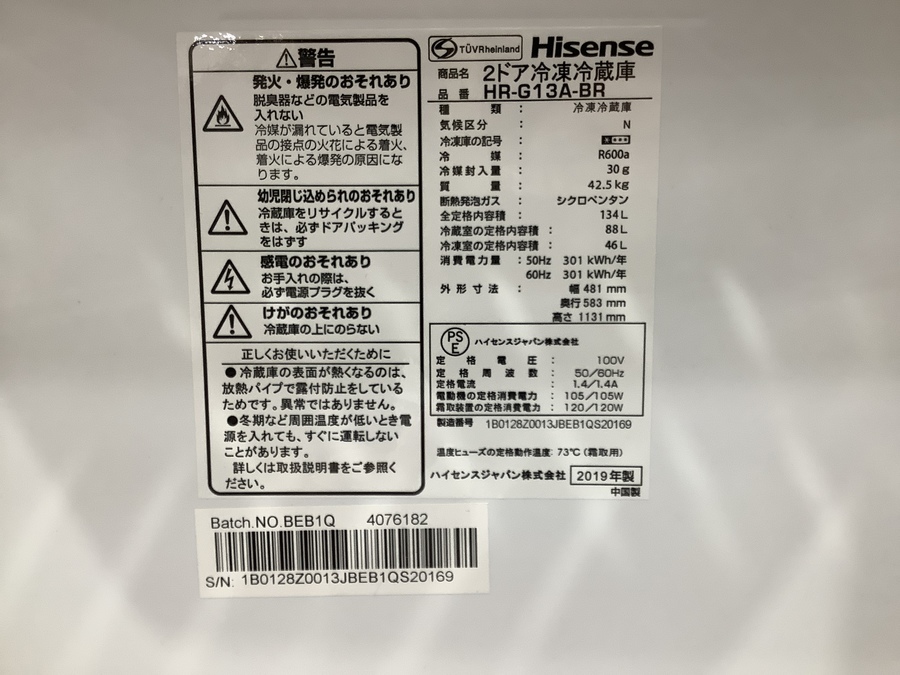 警告
発火・爆発のおそれあり
脱臭器などの電気製品を
入れない
冷媒が漏れていると電気製
品の接点の火花による着火、
着火による爆発の原因にな
ります。
幼児閉じ込められのおそれあり
冷蔵庫をリサイクルすると
きは、必ずドアパッキング
をはずす
感電のおそれあり
お手入れの際は、
必ず電源プラグを抜く
けがのおそれあり
冷蔵庫の上にのらない
正しくお使いいただくために
●冷蔵庫の表面が熱くなるのは、
放熱パイプで露付防止をしている
ためです。異常ではありません。
●冬期など周囲温度が低いとき電
源を入れても、すぐに運転しない
ことがあります。
詳しくは取扱説明書をご参照く
ださい。
TÜVRheinland Hisense
商品名 2ドア冷凍冷蔵庫
品番 HR-G13A-BR
種類：冷凍冷蔵庫
気候区分：N
冷凍庫の記号：
冷媒：R600a
冷媒封入量：30g
質量：42.5kg
断熱発泡ガス：シクロペンタン
全定格内容積：134L
冷蔵室の定格内容積：88L
冷凍室の定格内容積：46L
消費電力量：50Hz 301 kWh/年
60Hz 301 kWh/年
外形寸法：幅 481 mm
奥行 583 mm
高さ 1131 mm
PSE ハイセンスジャパン株式会社
定格電圧：100V
定格周波数：50/60Hz
定格電流：1.4/1.4A
電動機の定格消費電力：105/105W
霜取装置の定格消費電力：120/120W
製造番号 1B0128Z0013JBEB1QS20169
温度ヒューズの定格動作温度: 73℃(霜取用)
ハイセンスジャパン株式会社 2019年製
中国製
Batch.NO.BEB1Q 4076182
S/N: 1B0128Z0013JBEB1QS20169